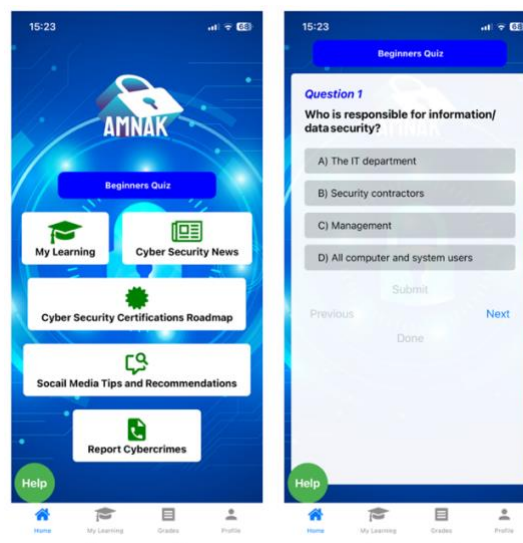 15:23
68
AMNAK
Beginners Quiz
My Learning
Cyber Security News
Cyber Security Certifications Roadmap
Socail Media Tips and Recommendations
Report Cybercrimes
Help
Home
My Learning
Grades
Profile
15:23
68
Beginners Quiz
Question 1
Who is responsible for information/
data security?
A) The IT department
B) Security contractors
C) Management
D) All computer and system users
Submit
Previous
Next
Done
Help
Home
My Learning
Grades
Profile